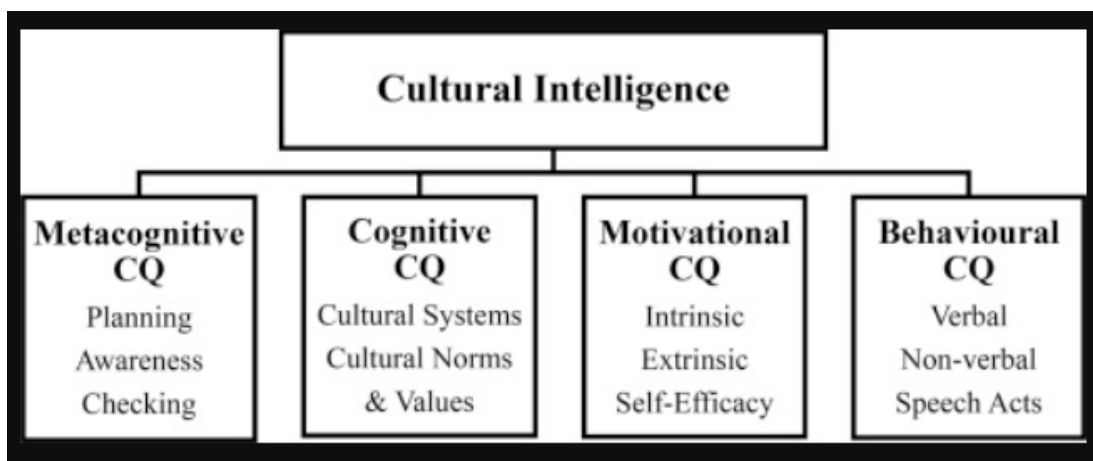 Cultural Intelligence
Metacognitive
CQ
Planning
Awareness
Checking
Cognitive
CQ
Cultural Systems
Cultural Norms
& Values
Motivational
CQ
Intrinsic
Extrinsic
Self-Efficacy
Behavioural
CQ
Verbal
Non-verbal
Speech Acts